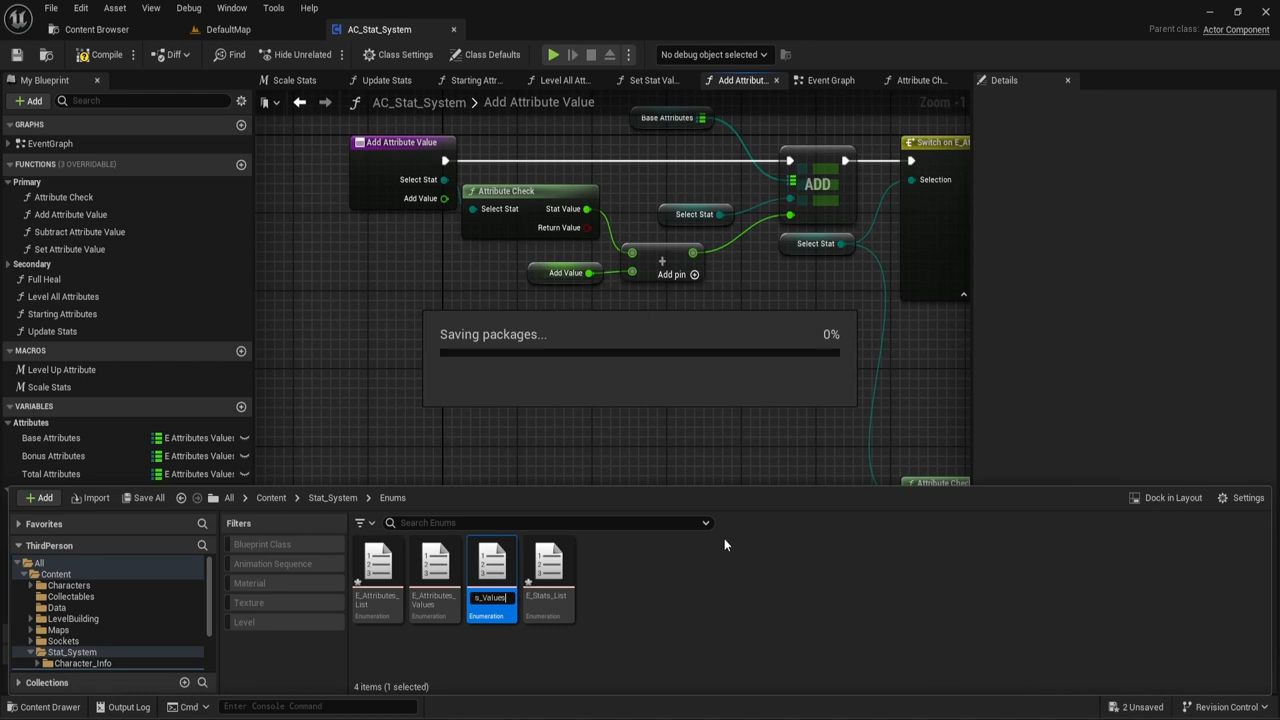 File Edit Asset View Debug Window Tools Help
Content Browser DefaultMap AC_Stat_System Parent class: Actor Component
Compile Diff Find Hide Unrelated Class Settings Class Defaults No debug object selected
My Blueprint Scale Stats Update Stats Starting Attr... Level All Att... Set Stat Val... Add Attribut... Event Graph Attribute Ch... Details
Add Search AC_Stat_System > Add Attribute Value Zoom -1
GRAPHS
EventGraph
FUNCTIONS (3 OVERRIDABLE)
Primary
Attribute Check
Add Attribute Value
Subtract Attribute Value
Set Attribute Value
Secondary
Full Heal
Level All Attributes
Starting Attributes
Update Stats
MACROS
Level Up Attribute
Scale Stats
VARIABLES
Attributes
Base Attributes E Attributes Values
Bonus Attributes E Attributes Values
Total Attributes E Attributes Values
Base Attributes
Add Attribute Value
Select Stat
Add Value
Attribute Check
Select Stat Stat Value
Return Value
Select Stat
Add Value
+
Add pin
ADD
Select Stat
Switch on E_At
Selection
Attribute Chec
Saving packages... 0%
Add Import Save All All > Content > Stat_System > Enums Dock in Layout Settings
Favorites
ThirdPerson
All
Content
Characters
Collectables
Data
LevelBuilding
Maps
Sockets
Stat_System
Character_Info
Collections
Filters
Blueprint Class
Animation Sequence
Material
Texture
Level
Search Enums
E_Attributes_
List
Enumeration
E_Attributes_
Values
Enumeration
s_Values
Enumeration
E_Stats_List
Enumeration
4 items (1 selected)
Content Drawer Output Log Cmd Enter Console Command 2 Unsaved Revision Control